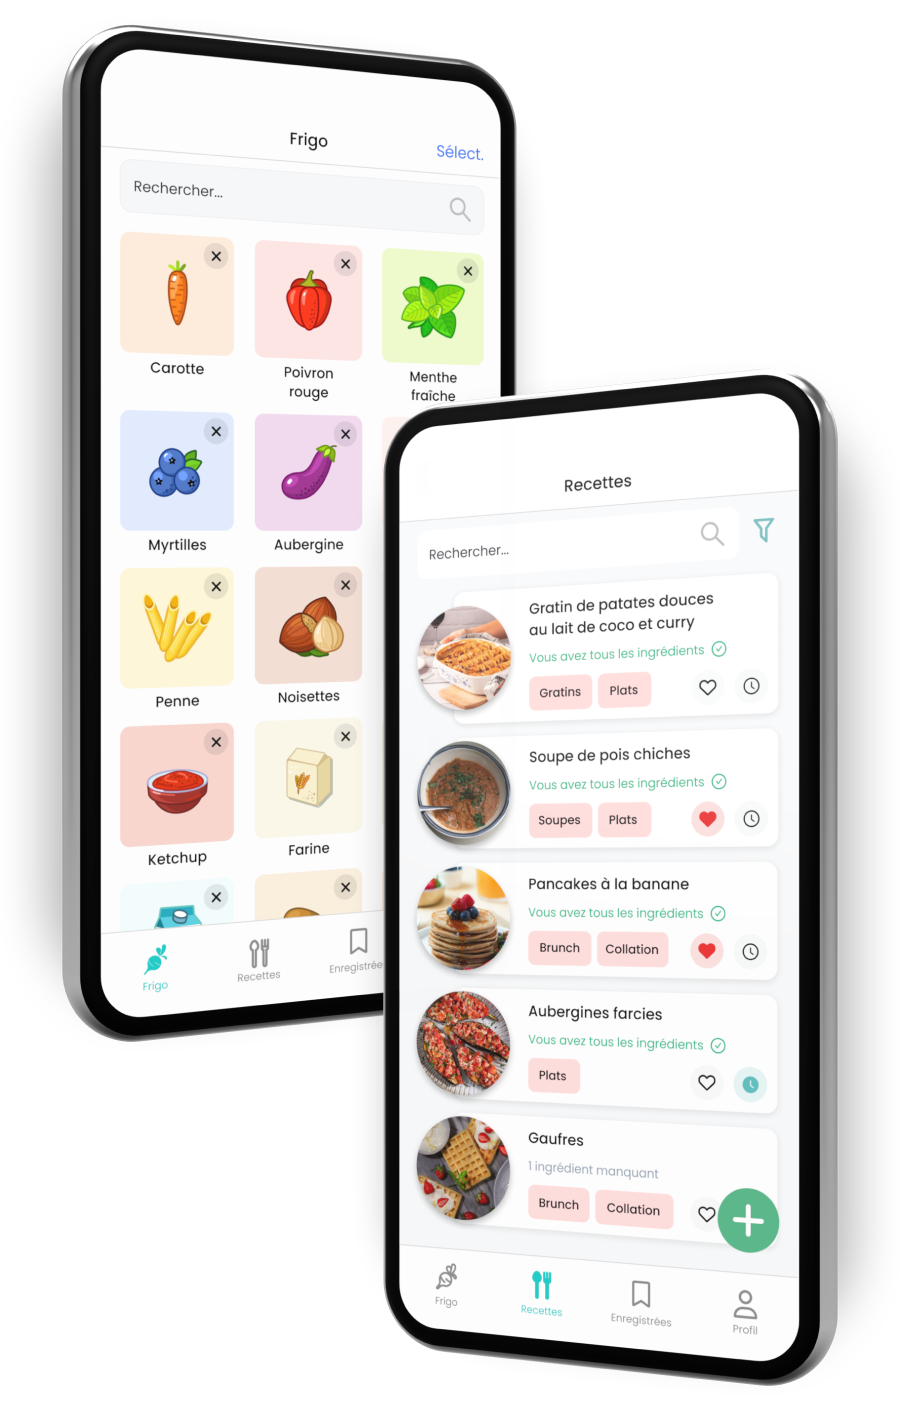 Frigo
Sélect.
Rechercher...
Carotte
Poivron
rouge
Menthe
fraîche
Myrtilles
Aubergine
Penne
Noisettes
Ketchup
Farine
Frigo
Recettes
Enregistrée
Recettes
Rechercher...
Gratin de patates douces
au lait de coco et curry
Vous avez tous les ingrédients
Gratins
Plats
Soupe de pois chiches
Vous avez tous les ingrédients
Soupes
Plats
Pancakes à la banane
Vous avez tous les ingrédients
Brunch
Collation
Aubergines farcies
Vous avez tous les ingrédients
Plats
Gaufres
1 ingrédient manquant
Brunch
Collation
Frigo
Recettes
Enregistrées
Profil